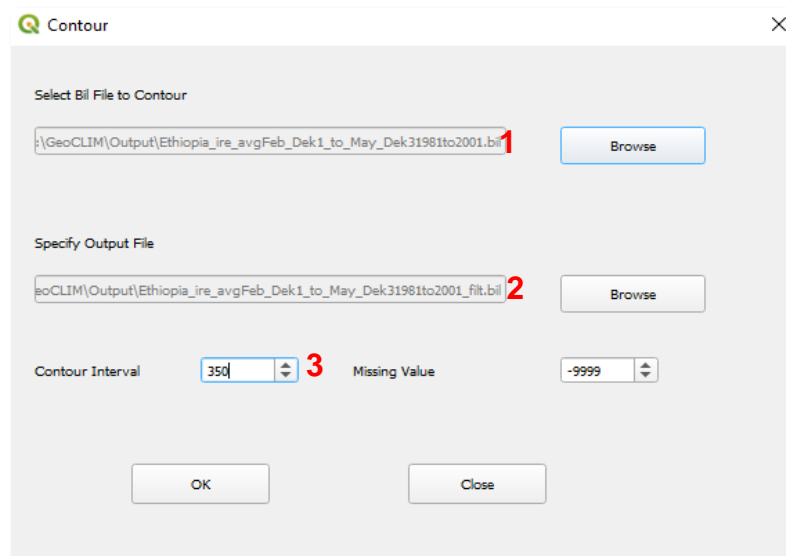 Contour
Select Bil File to Contour
:\GeoCLIM\Output\Ethiopia_ire_avgFeb_Dek1_to_May_Dek31981to2001.bil 1 Browse
Specify Output File
eoCLIM\Output\Ethiopia_ire_avgFeb_Dek1_to_May_Dek31981to2001_filt.bil 2 Browse
Contour Interval 350 3 Missing Value -9999
OK Close